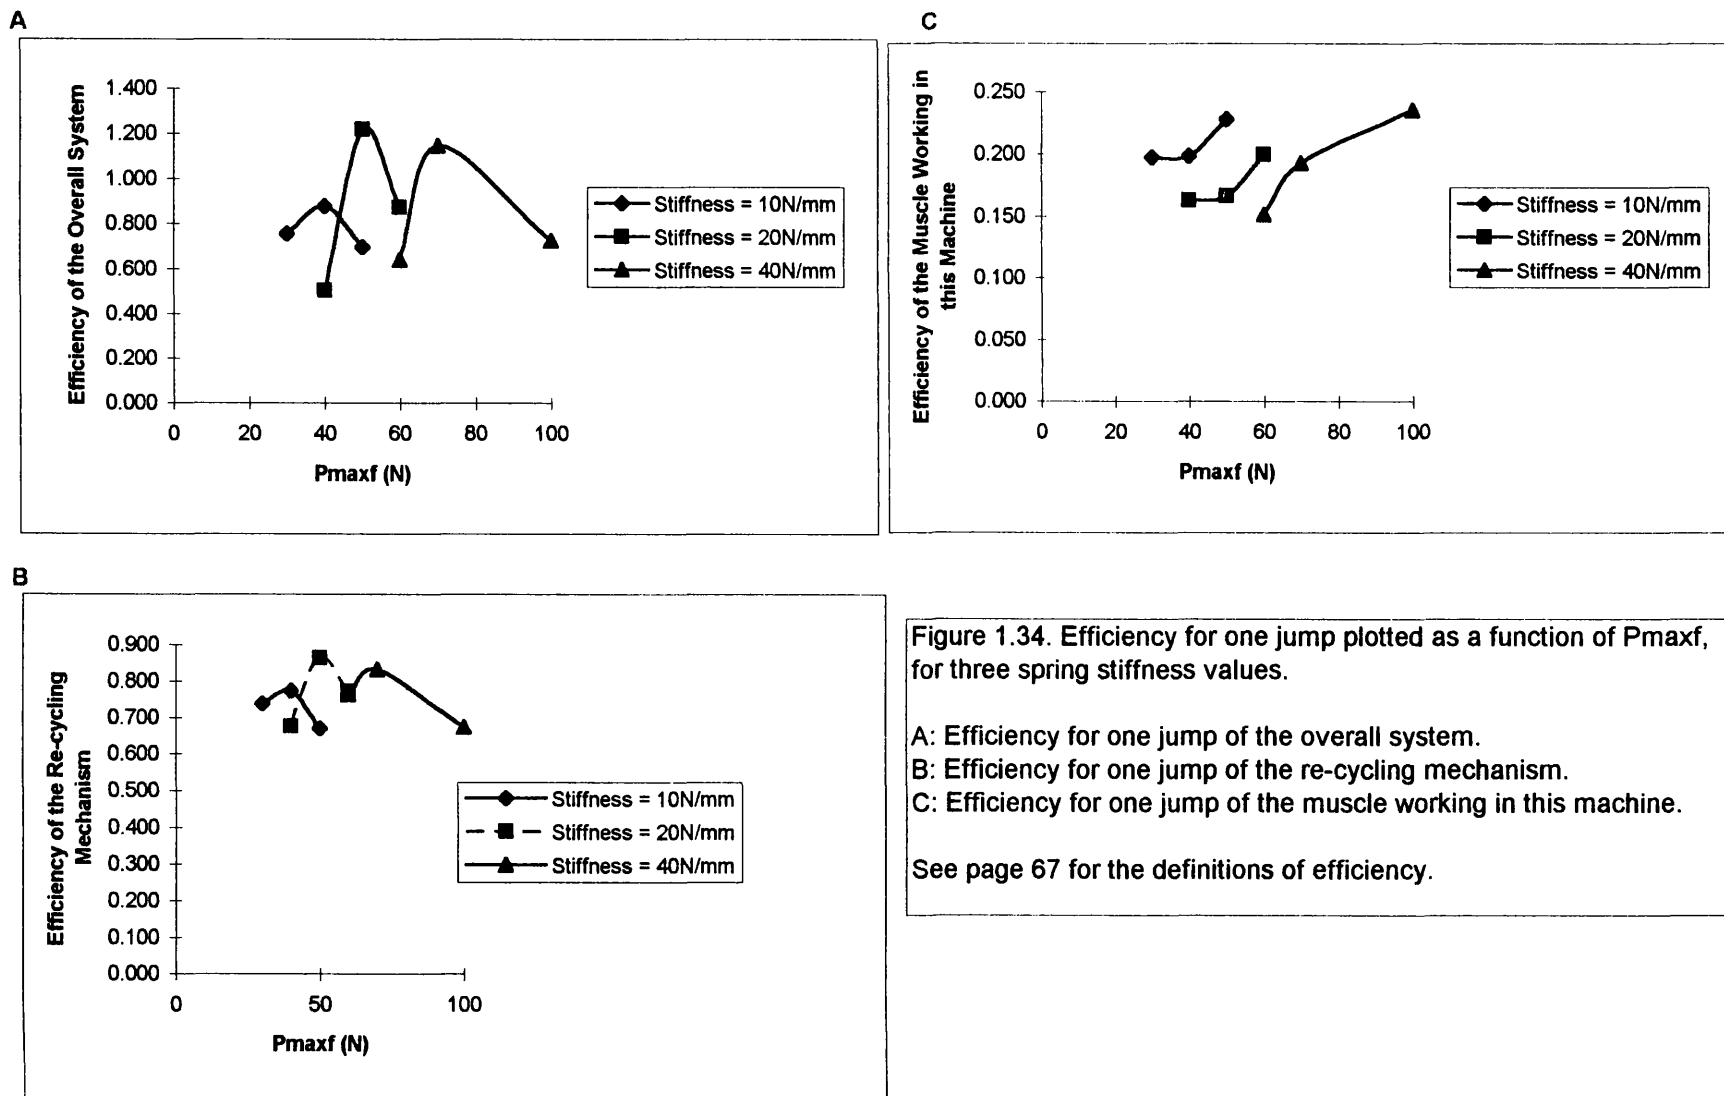 A
Efficiency of the Overall System
1.400
1.200
1.000
0.800
0.600
0.400
0.200
0.000
0
20
40
60
80
100
Pmaxf (N)
Stiffness = 10N/mm
Stiffness = 20N/mm
Stiffness = 40N/mm
C
Efficiency of the Muscle Working in
this Machine
0.250
0.200
0.150
0.100
0.050
0.000
0
20
40
60
80
100
Pmaxf (N)
Stiffness = 10N/mm
Stiffness = 20N/mm
Stiffness = 40N/mm
B
Efficiency of the Re-cycling
Mechanism
0.900
0.800
0.700
0.600
0.500
0.400
0.300
0.200
0.100
0.000
0
50
100
Pmaxf (N)
Stiffness = 10N/mm
Stiffness = 20N/mm
Stiffness = 40N/mm
Figure 1.34. Efficiency for one jump plotted as a function of Pmaxf,
for three spring stiffness values.
A: Efficiency for one jump of the overall system.
B: Efficiency for one jump of the re-cycling mechanism.
C: Efficiency for one jump of the muscle working in this machine.
See page 67 for the definitions of efficiency.